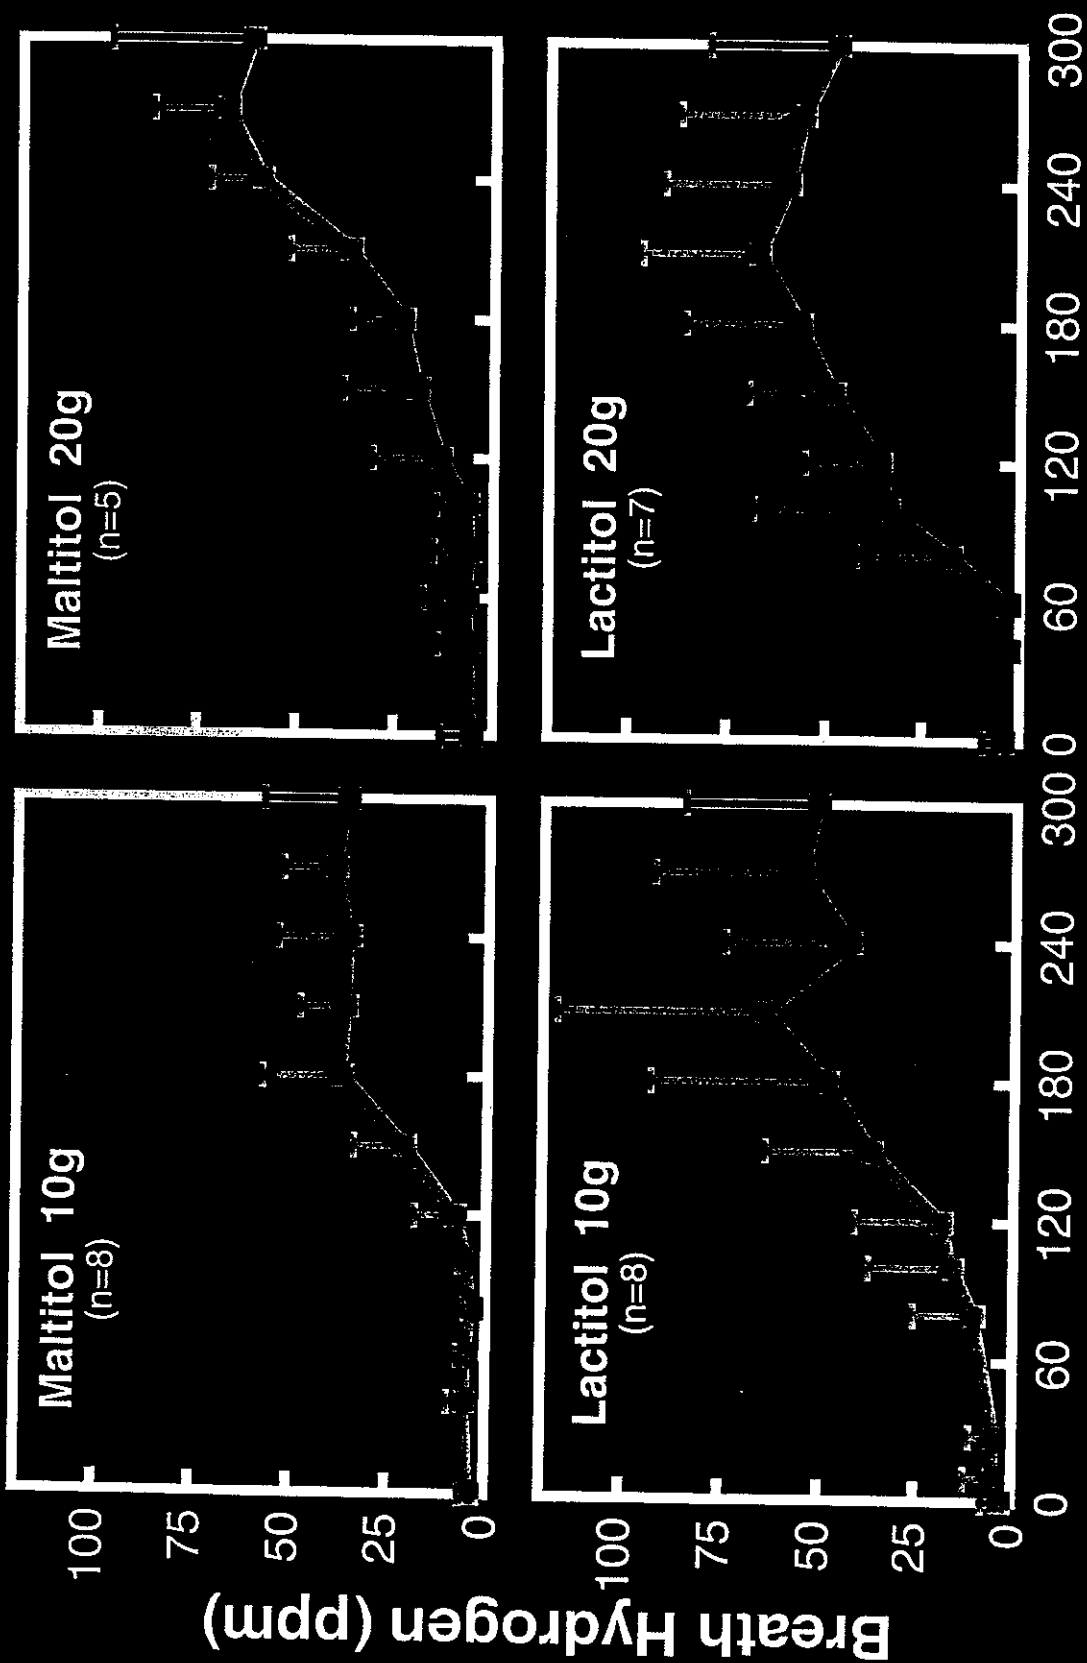 Maltitol 10g
(n=8)
Maltitol 20g
(n=5)
100
75
50
25
0
Lactitol 10g
(n=8)
Lactitol 20g
(n=7)
100
75
50
25
0
0 60 120 180 240 300
0 60 120 180 240 300
Breath Hydrogen (ppm)